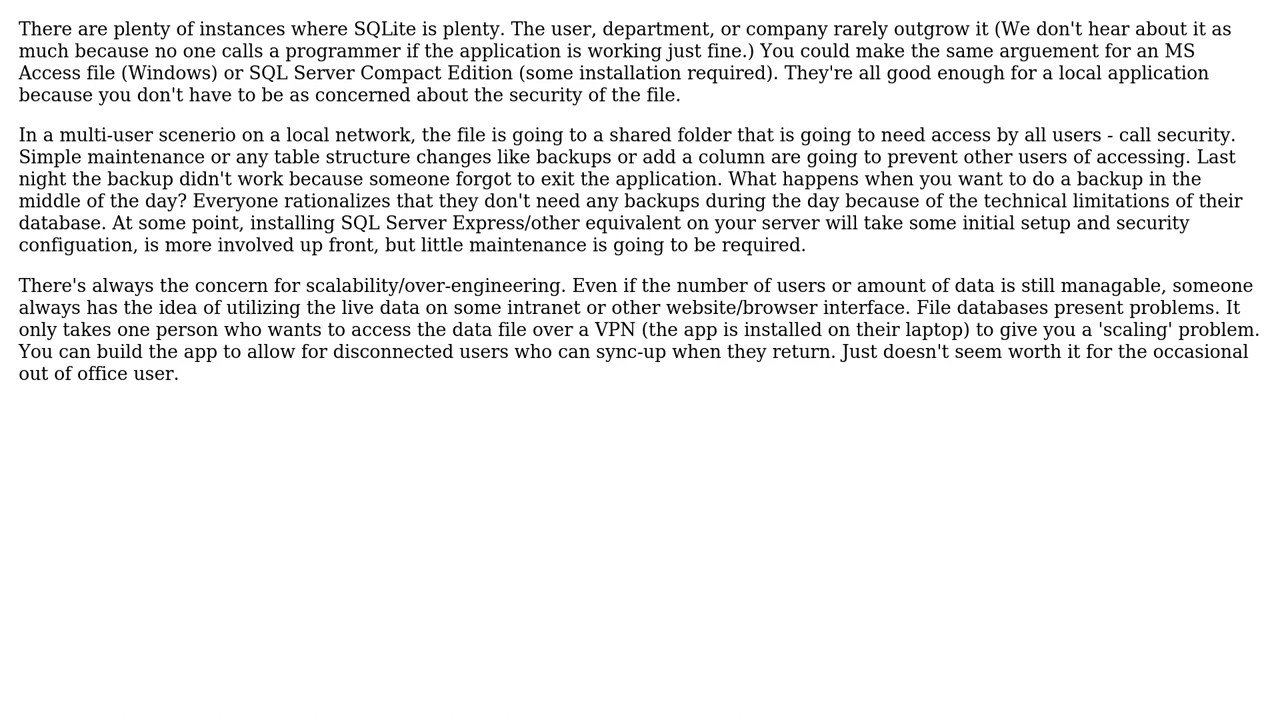 There are plenty of instances where SQLite is plenty. The user, department, or company rarely outgrow it (We don't hear about it as
much because no one calls a programmer if the application is working just fine.) You could make the same arguement for an MS
Access file (Windows) or SQL Server Compact Edition (some installation required). They're all good enough for a local application
because you don't have to be as concerned about the security of the file.
In a multi-user scenerio on a local network, the file is going to a shared folder that is going to need access by all users - call security.
Simple maintenance or any table structure changes like backups or add a column are going to prevent other users of accessing. Last
night the backup didn't work because someone forgot to exit the application. What happens when you want to do a backup in the
middle of the day? Everyone rationalizes that they don't need any backups during the day because of the technical limitations of their
database. At some point, installing SQL Server Express/other equivalent on your server will take some initial setup and security
configuation, is more involved up front, but little maintenance is going to be required.
There's always the concern for scalability/over-engineering. Even if the number of users or amount of data is still managable, someone
always has the idea of utilizing the live data on some intranet or other website/browser interface. File databases present problems. It
only takes one person who wants to access the data file over a VPN (the app is installed on their laptop) to give you a 'scaling' problem.
You can build the app to allow for disconnected users who can sync-up when they return. Just doesn't seem worth it for the occasional
out of office user.